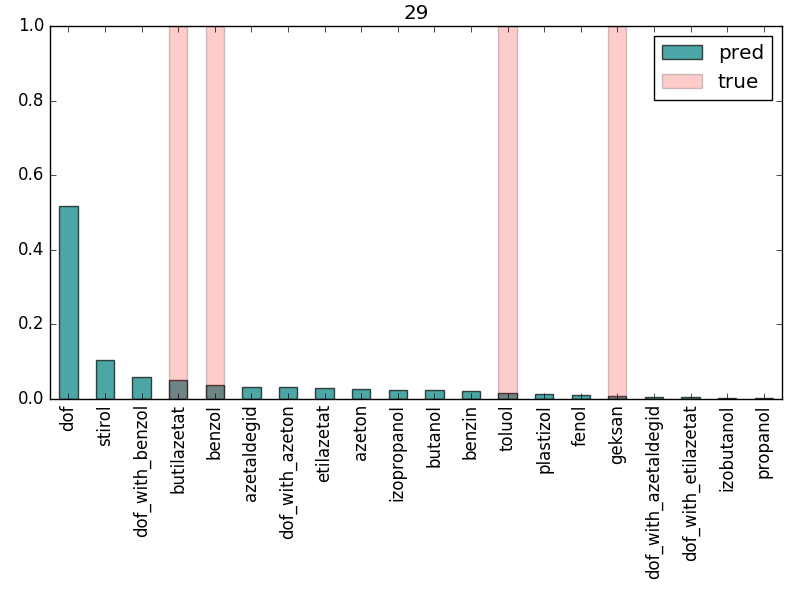 29
1.0
0.8
0.6
0.4
0.2
0.0
pred
true
dof
stirol
dof_with_benzol
butilazetat
benzol
azetaldegid
dof_with_azeton
etilazetat
azeton
izopropanol
butanol
benzin
toluol
plastizol
fenol
geksan
dof_with_azetaldegid
dof_with_etilazetat
izobutanol
propanol